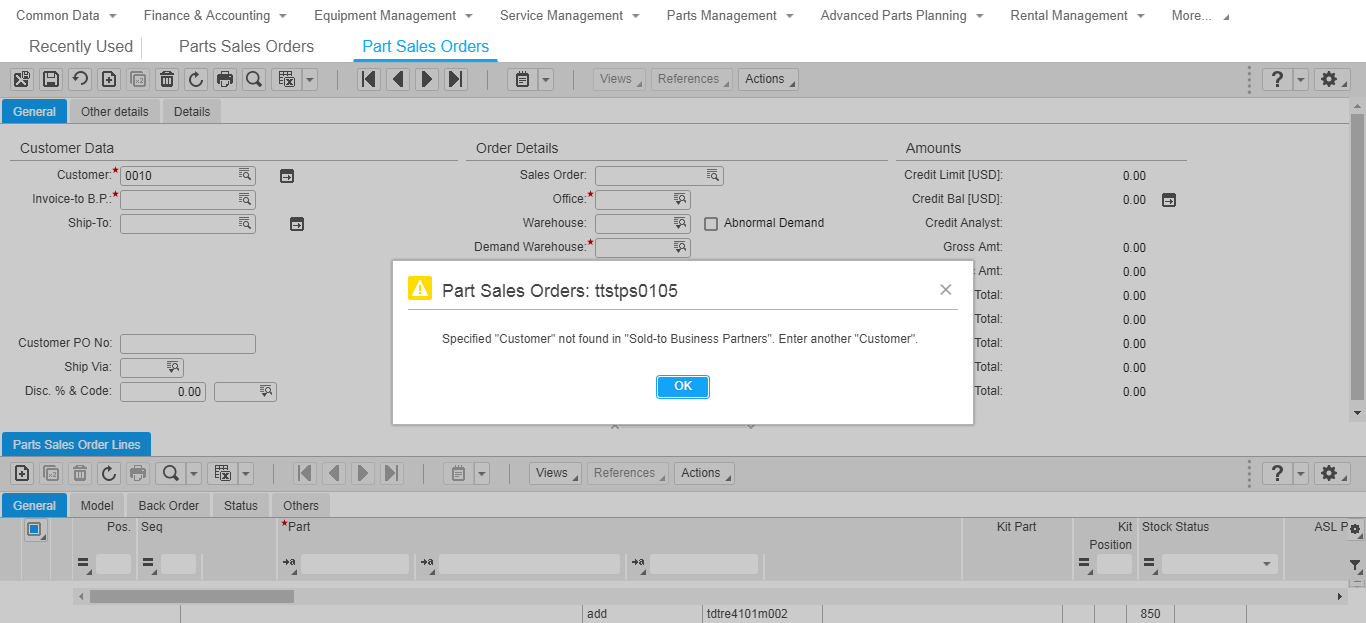 Common Data Finance & Accounting Equipment Management Service Management Parts Management Advanced Parts Planning Rental Management More...
Recently Used Parts Sales Orders Part Sales Orders
Views References Actions ?
General Other details Details
Customer Data Order Details Amounts
Customer:* 0010 Sales Order: Credit Limit [USD]: 0.00
Invoice-to B.P.:* Office:* Credit Bal [USD]: 0.00
Ship-To: Warehouse: Abnormal Demand Credit Analyst:
Demand Warehouse:* Gross Amt: 0.00
Amt: 0.00
Part Sales Orders: ttstps0105
Total: 0.00
Total: 0.00
Specified "Customer" not found in "Sold-to Business Partners". Enter another "Customer".
Customer PO No: Total: 0.00
Ship Via: Total: 0.00
OK
Disc. % & Code: 0.00 Total: 0.00
Parts Sales Order Lines
Views References Actions ?
General Model Back Order Status Others
Pos. Seq *Part Kit Part Kit Position Stock Status ASL P
add tdtre4101m002 850